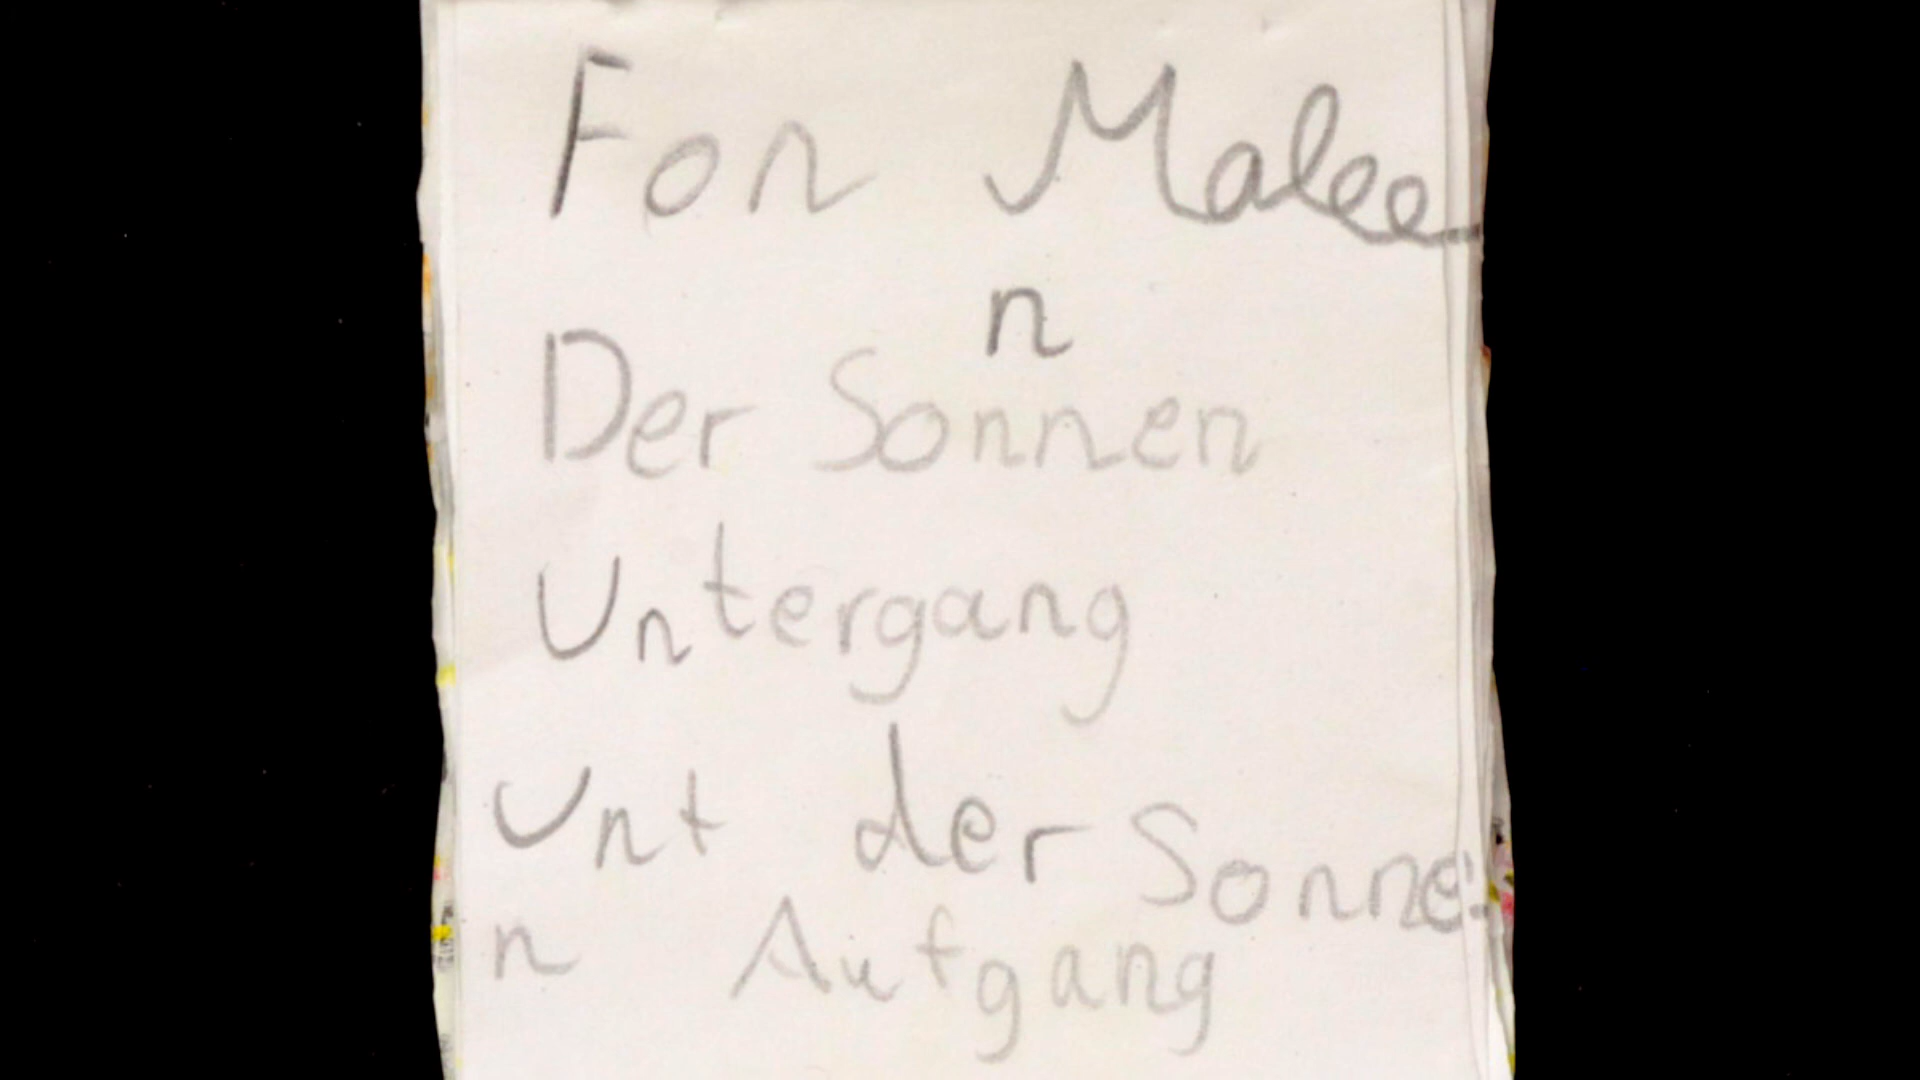 Fon Malee
n
Der Sonnen
Untergang
Unt der Sonne:
n Aufgang